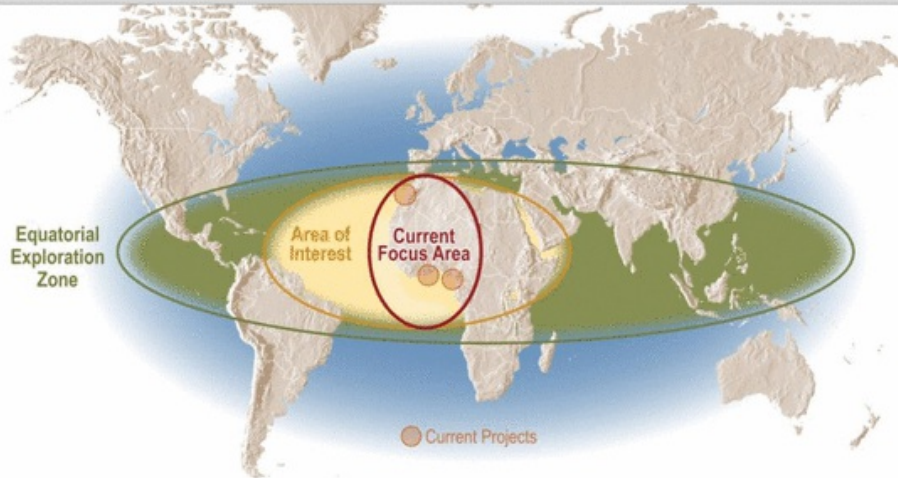 Equatorial
Exploration
Zone
Area of
Interest
Current
Focus Area
Current Projects